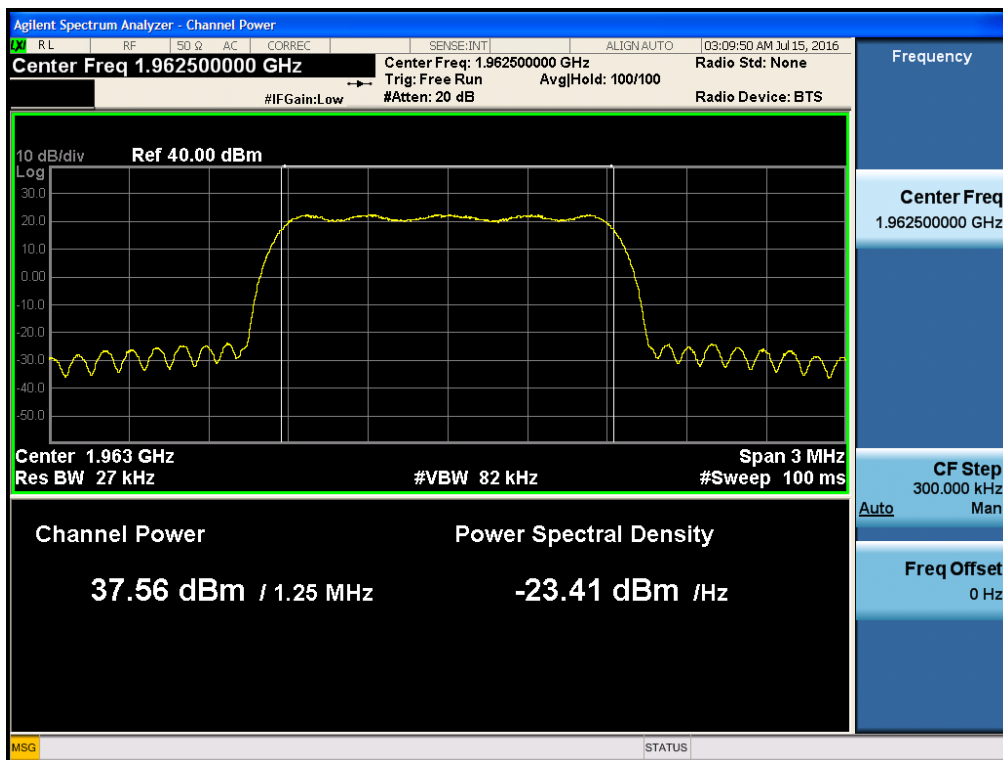 Agilent Spectrum Analyzer - Channel Power
LXI RL RF 50 Ω AC CORREC SENSE:INT ALIGN AUTO 03:09:50 AM Jul 15, 2016
Center Freq 1.962500000 GHz
Center Freq: 1.962500000 GHz
Radio Std: None
Trig: Free Run Avg|Hold: 100/100
#IFGain:Low
#Atten: 20 dB
Radio Device: BTS
10 dB/div Ref 40.00 dBm
Log
30.0
20.0
10.0
0.00
-10.0
-20.0
-30.0
-40.0
-50.0
Center 1.963 GHz Span 3 MHz
Res BW 27 kHz #VBW 82 kHz #Sweep 100 ms
Channel Power
Power Spectral Density
37.56 dBm / 1.25 MHz
-23.41 dBm /Hz
Frequency
Center Freq
1.962500000 GHz
CF Step
300.000 kHz
Auto Man
Freq Offset
0 Hz
MSG STATUS